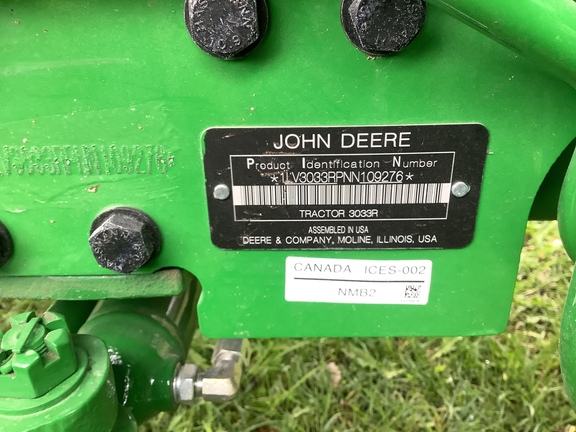 JOHN DEERE
Product Identification Number
*1LV3033RPNN109276*
TRACTOR 3033R
ASSEMBLED IN USA
DEERE & COMPANY, MOLINE, ILLINOIS, USA
CANADA ICES-002
NMB2